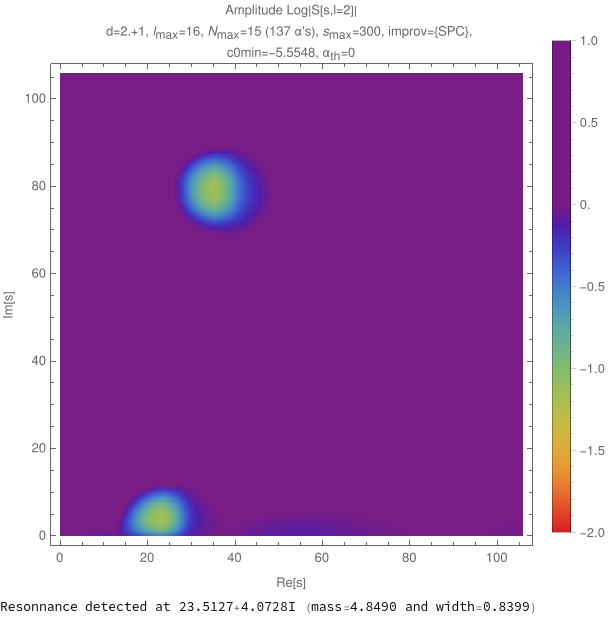 Amplitude Log|S[s,l=2]|
d=2.+1, lmax=16, Nmax=15 (137 α's), smax=300, improv={SPC},
c0min=−5.5548, αth=0
1.0
0.5
0.
−0.5
−1.0
−1.5
−2.0
100
80
60
40
20
0
Im[s]
0 20 40 60 80 100
Re[s]
Resonnance detected at 23.5127+4.0728I (mass=4.8490 and width=0.8399)